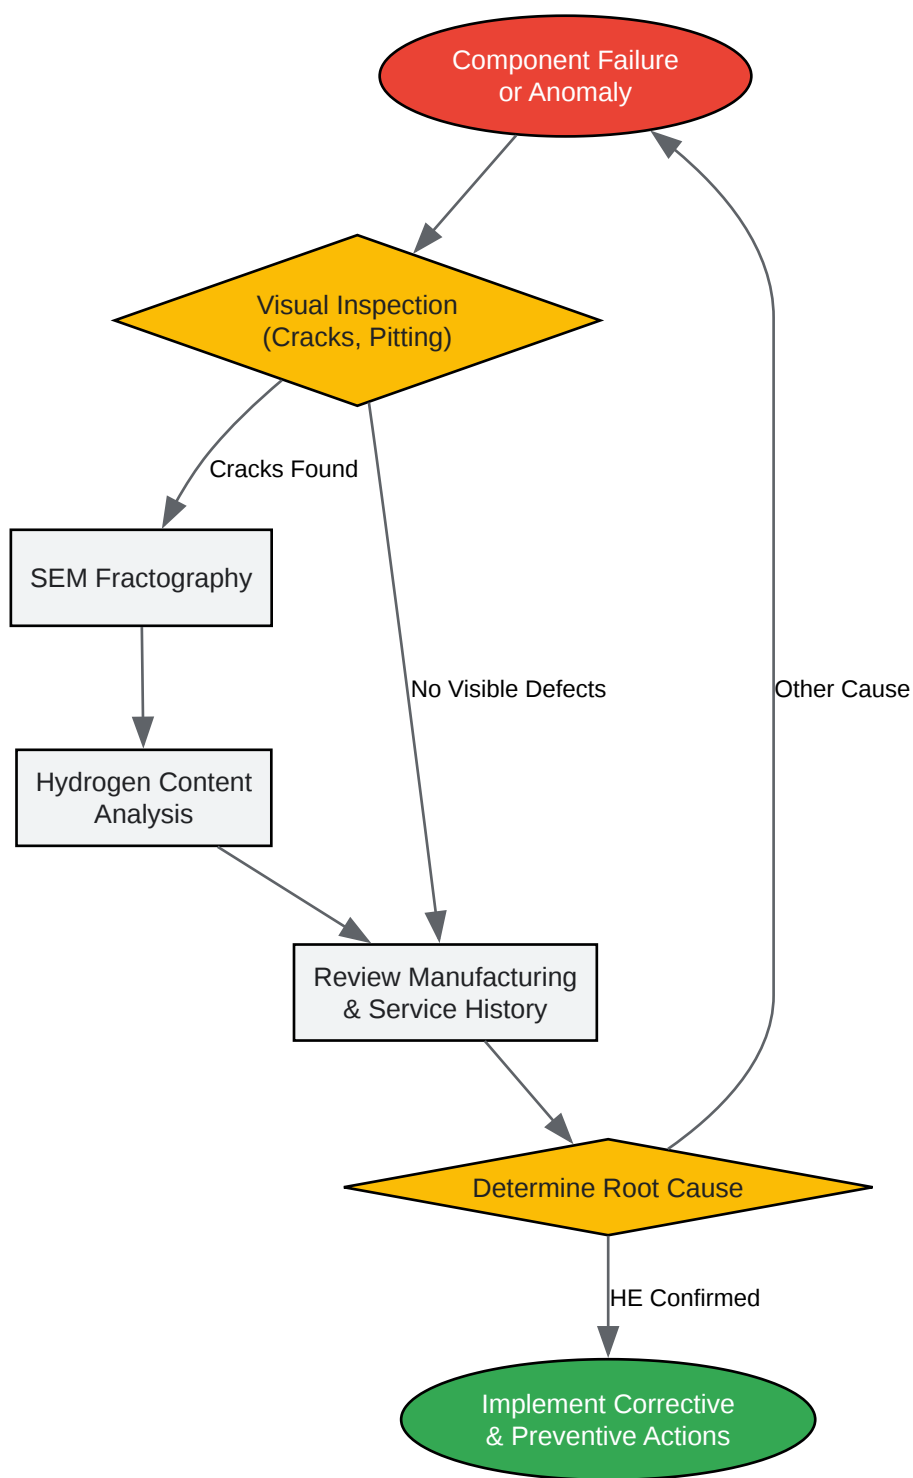 Component Failure
or Anomaly
Visual Inspection
(Cracks, Pitting)
Cracks Found
SEM Fractography
No Visible Defects
Other Cause
Hydrogen Content
Analysis
Review Manufacturing
& Service History
Determine Root Cause
HE Confirmed
Implement Corrective
& Preventive Actions